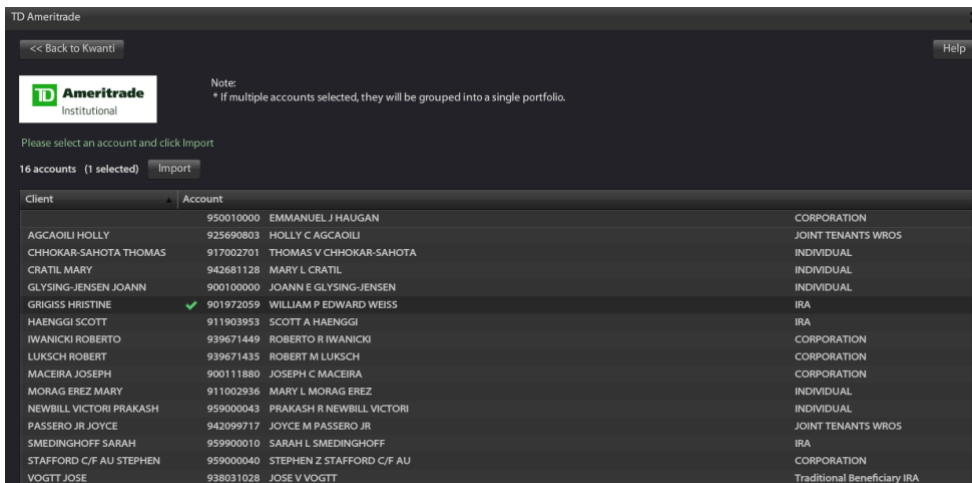 TD Ameritrade
<< Back to Kwanti
Help
TD Ameritrade
Institutional
Note:
* If multiple accounts selected, they will be grouped into a single portfolio.
Please select an account and click Import
16 accounts (1 selected) Import
Client Account
950010000 EMMANUEL J HAUGAN CORPORATION
AGCAOILI HOLLY 925690803 HOLLY C AGCAOILI JOINT TENANTS WROS
CHHOKAR-SAHOTA THOMAS 917002701 THOMAS V CHHOKAR-SAHOTA INDIVIDUAL
CRATIL MARY 942681128 MARY L CRATIL INDIVIDUAL
GLYSING-JENSEN JOANN 900100000 JOANN E GLYSING-JENSEN INDIVIDUAL
GRIGISS HRISTINE 901972059 WILLIAM P EDWARD WEISS IRA
HAENGGI SCOTT 911903953 SCOTT A HAENGGI IRA
IWANICKI ROBERTO 939671449 ROBERTO R IWANICKI CORPORATION
LUKSCH ROBERT 939671435 ROBERT M LUKSCH CORPORATION
MACEIRA JOSEPH 900111880 JOSEPH C MACEIRA CORPORATION
MORAG EREZ MARY 911002936 MARY L MORAG EREZ INDIVIDUAL
NEWBILL VICTORI PRAKASH 959000043 PRAKASH R NEWBILL VICTORI INDIVIDUAL
PASSERO JR JOYCE 942099717 JOYCE M PASSERO JR JOINT TENANTS WROS
SMEDINGHOFF SARAH 959900010 SARAH L SMEDINGHOFF IRA
STAFFORD C/F AU STEPHEN 959000040 STEPHEN Z STAFFORD C/F AU CORPORATION
VOGTT JOSE 938031028 JOSE V VOGTT Traditional Beneficiary IRA